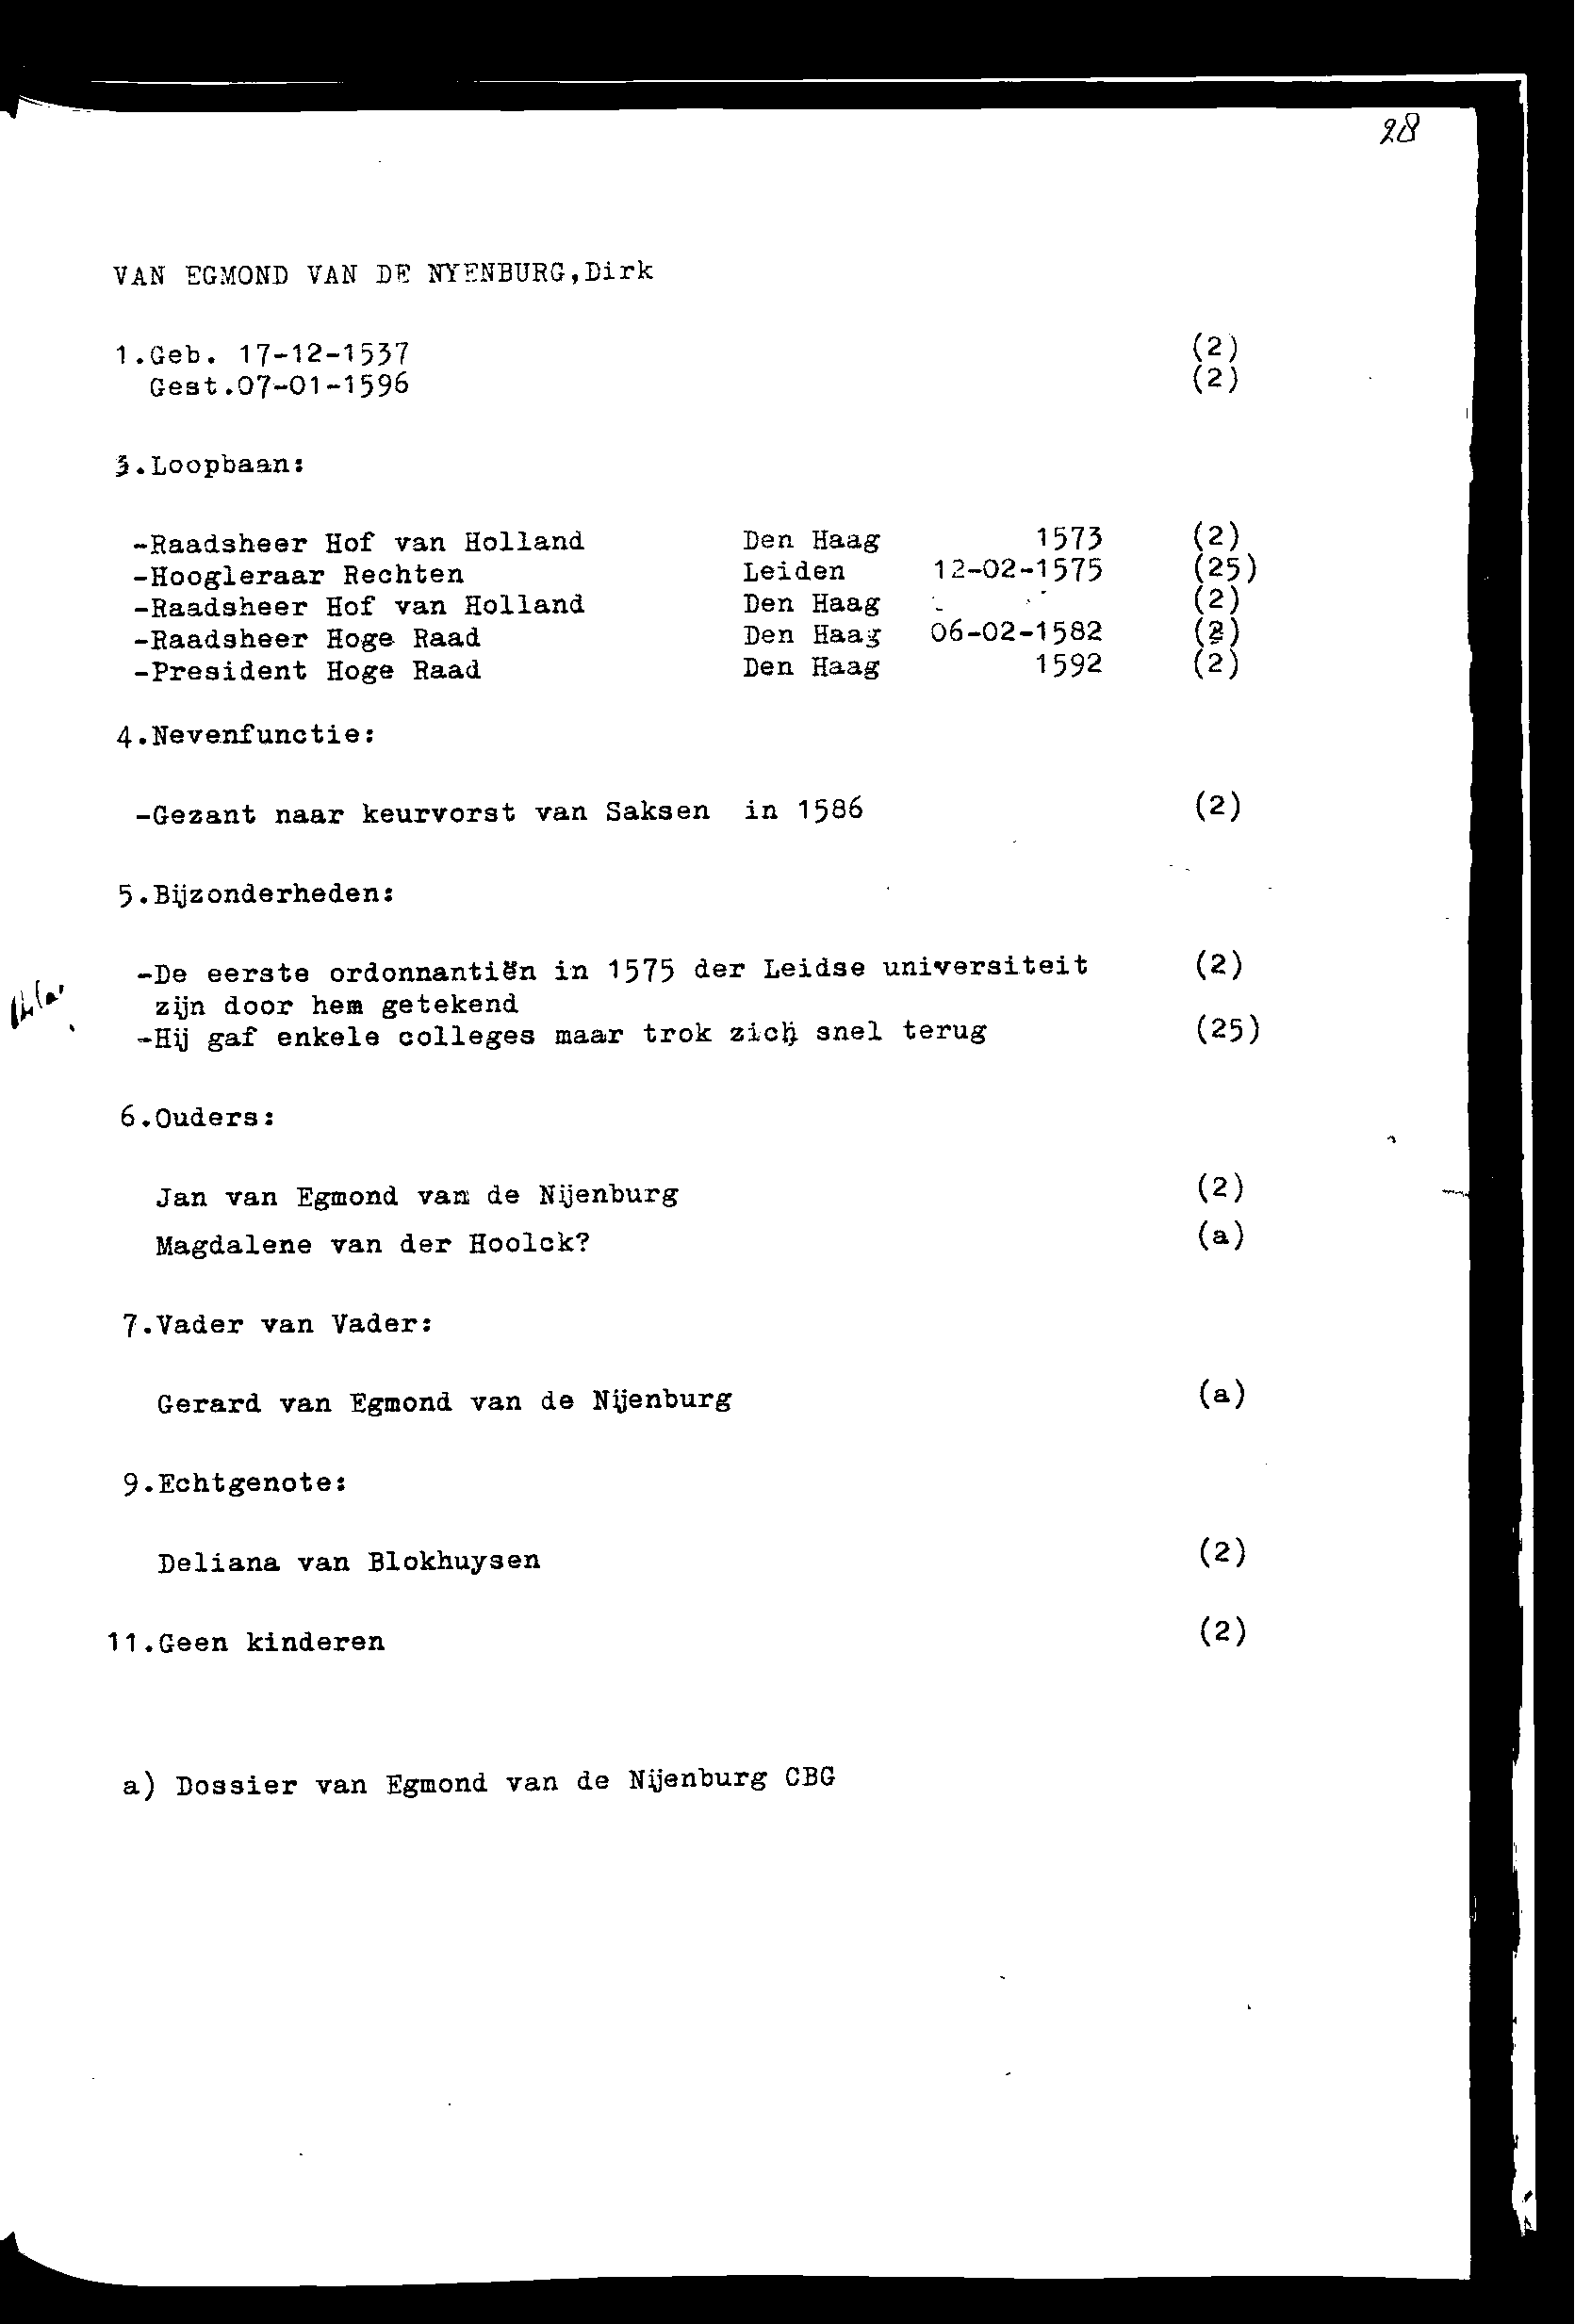 28
VAN EGMOND VAN DE NYENBURG,Dirk
1.Geb. 17-12-1537 (2)
Gest.07-01-1596 (2)
3.Loopbaan:
-Raadsheer Hof van Holland Den Haag 1573 (2)
-Hoogleraar Rechten Leiden 12-02-1575 (25)
-Raadsheer Hof van Holland Den Haag (2)
-Raadsheer Hoge Raad Den Haag 06-02-1582 (2)
-President Hoge Raad Den Haag 1592 (2)
4.Nevenfunctie:
-Gezant naar keurvorst van Saksen in 1586 (2)
5.Bijzonderheden:
-De eerste ordonnantiën in 1575 der Leidse universiteit (2)
zijn door hem getekend
-Hij gaf enkele colleges maar trok zich snel terug (25)
6.Ouders:
Jan van Egmond van de Nijenburg (2)
Magdalene van der Hoolck? (a)
7.Vader van Vader:
Gerard van Egmond van de Nijenburg (a)
9.Echtgenote:
Deliana van Blokhuysen (2)
11.Geen kinderen (2)
a) Dossier van Egmond van de Nijenburg CBG